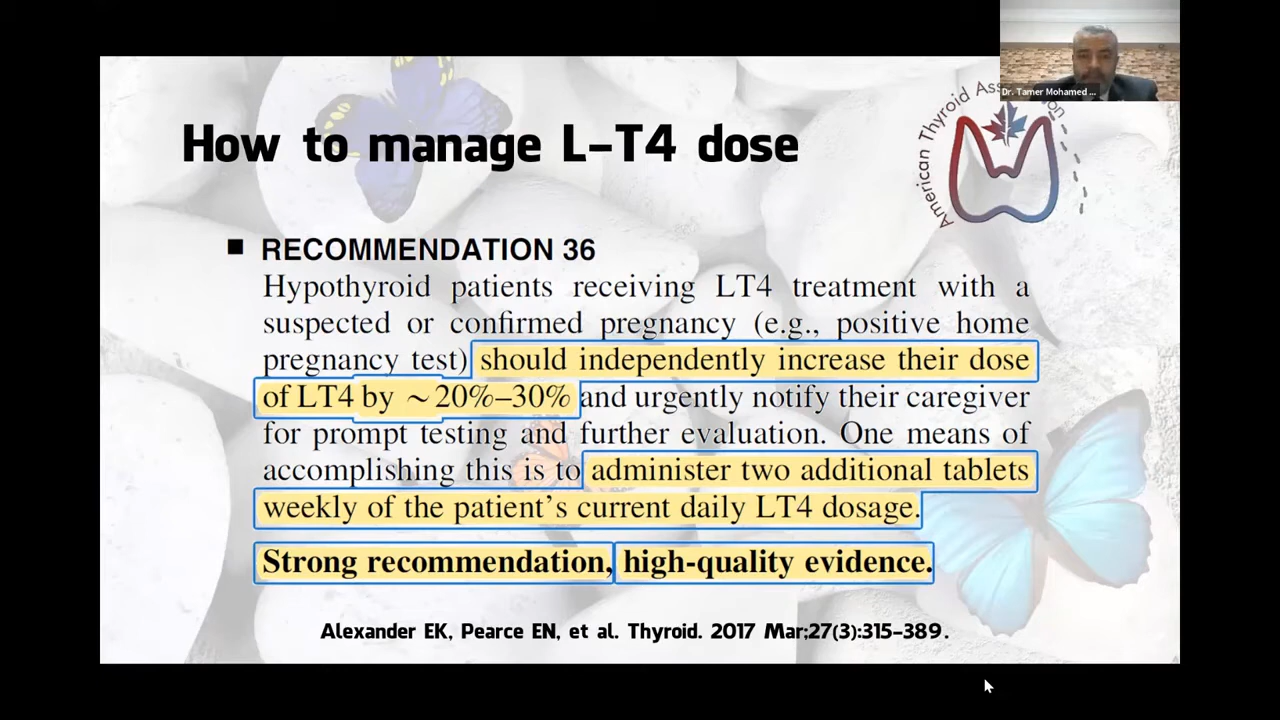 Dr. Tamer Mohamed ...
American Thyroid Association
How to manage L-T4 dose
■ RECOMMENDATION 36
Hypothyroid patients receiving LT4 treatment with a
suspected or confirmed pregnancy (e.g., positive home
pregnancy test) should independently increase their dose
of LT4 by ~20%–30% and urgently notify their caregiver
for prompt testing and further evaluation. One means of
accomplishing this is to administer two additional tablets
weekly of the patient's current daily LT4 dosage.
Strong recommendation, high-quality evidence.
Alexander EK, Pearce EN, et al. Thyroid. 2017 Mar;27(3):315-389.